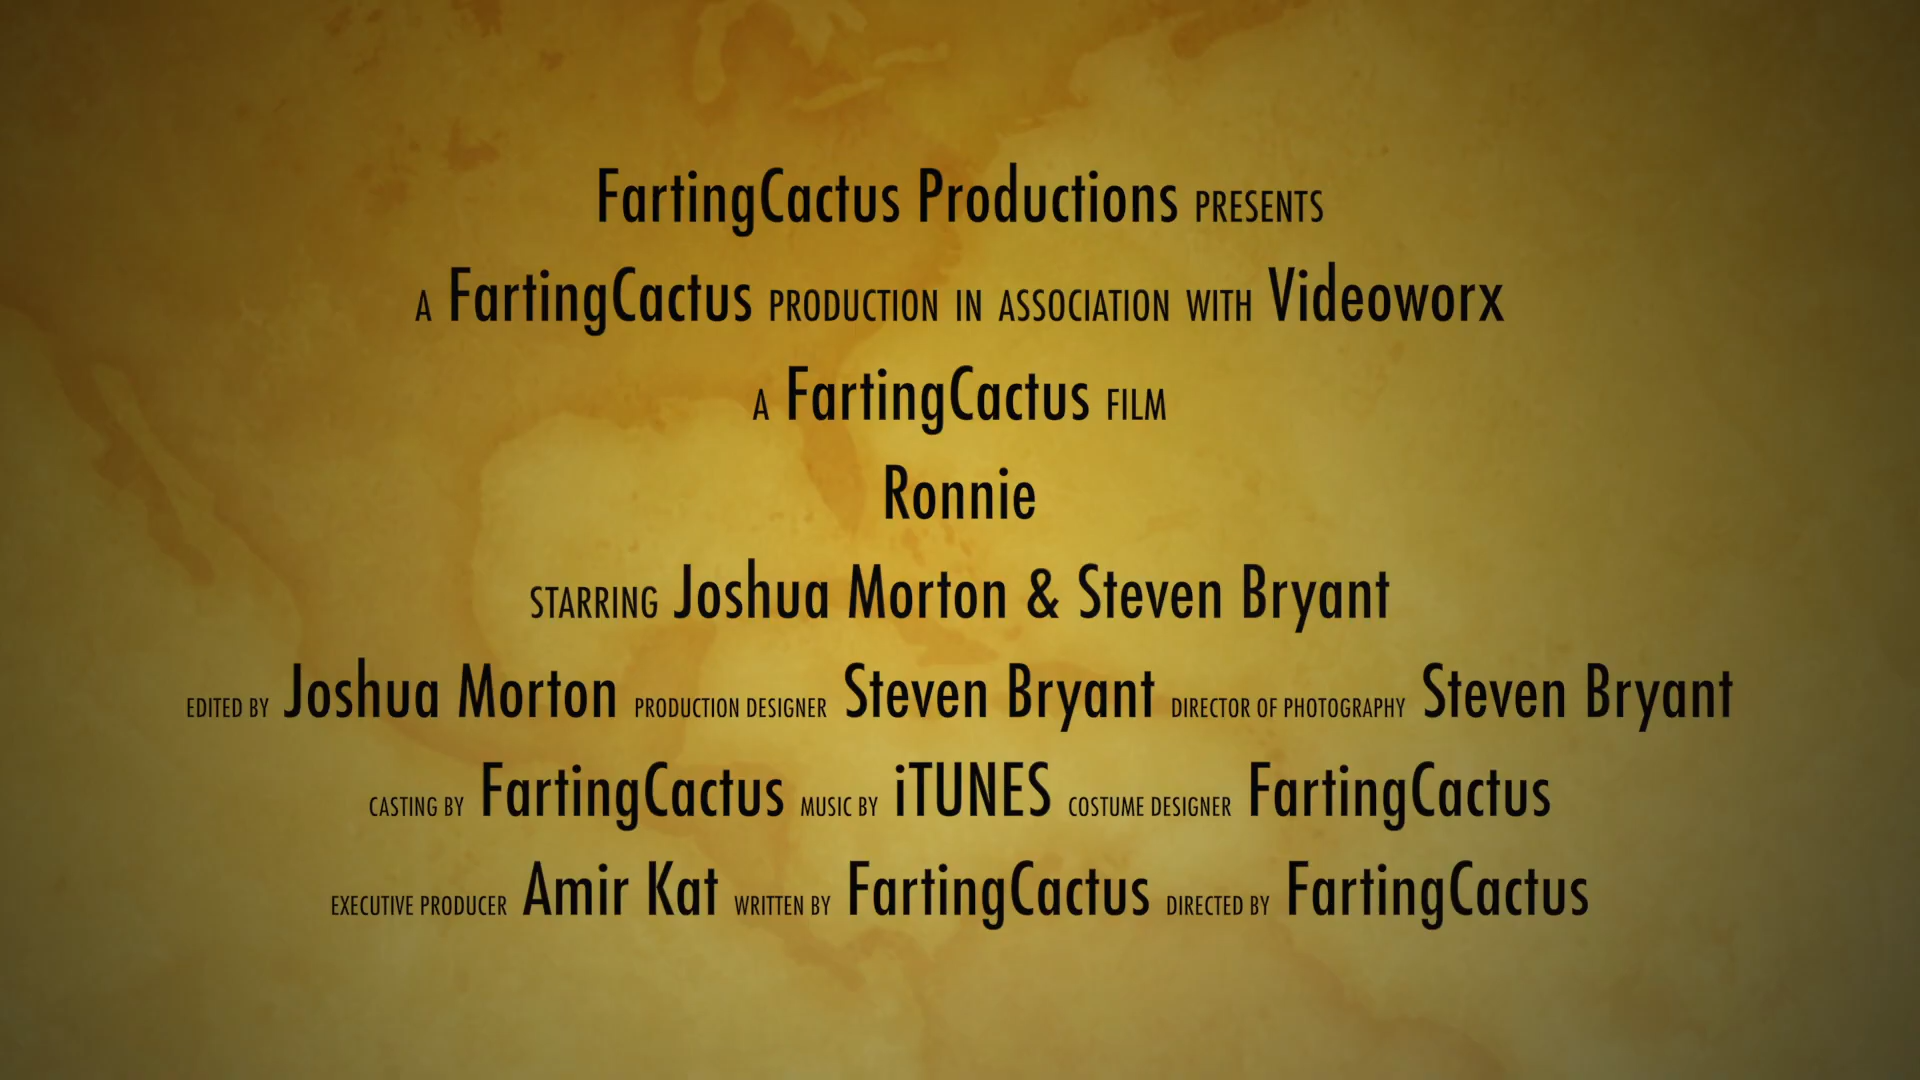 FartingCactus Productions PRESENTS
A FartingCactus PRODUCTION IN ASSOCIATION WITH Videoworx
A FartingCactus FILM
Ronnie
STARRING Joshua Morton & Steven Bryant
EDITED BY Joshua Morton PRODUCTION DESIGNER Steven Bryant DIRECTOR OF PHOTOGRAPHY Steven Bryant
CASTING BY FartingCactus MUSIC BY iTUNES COSTUME DESIGNER FartingCactus
EXECUTIVE PRODUCER Amir Kat WRITTEN BY FartingCactus DIRECTED BY FartingCactus